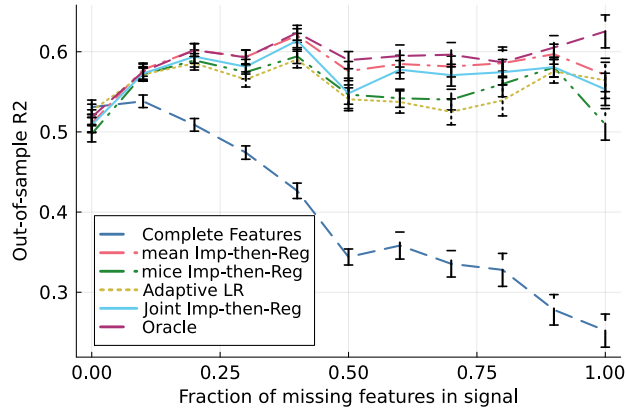 Out-of-sample R2
0.6
0.5
0.4
0.3
Complete Features
mean Imp-then-Reg
mice Imp-then-Reg
Adaptive LR
Joint Imp-then-Reg
Oracle
0.00
0.25
0.50
0.75
1.00
Fraction of missing features in signal